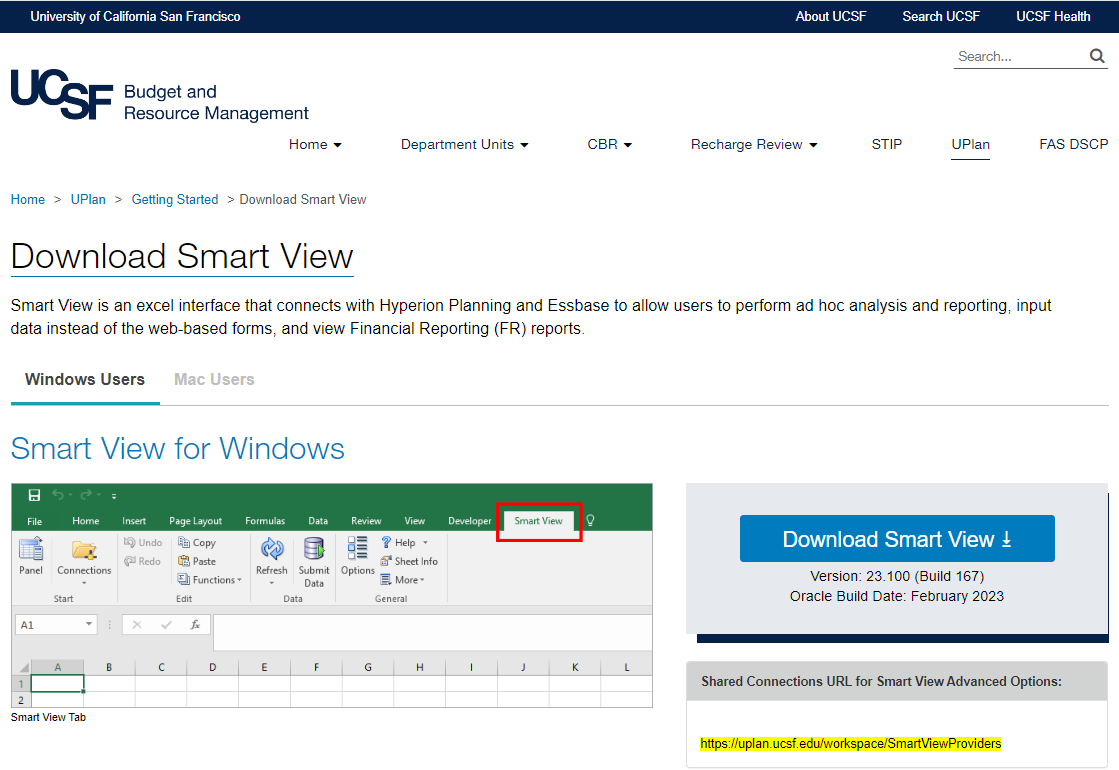 University of California San Francisco
About UCSF Search UCSF UCSF Health
Search...
UCSF Budget and
Resource Management
Home Department Units CBR Recharge Review STIP UPlan FAS DSCP
Home > UPlan > Getting Started > Download Smart View
Download Smart View
Smart View is an excel interface that connects with Hyperion Planning and Essbase to allow users to perform ad hoc analysis and reporting, input
data instead of the web-based forms, and view Financial Reporting (FR) reports.
Windows Users Mac Users
Smart View for Windows
File Home Insert Page Layout Formulas Data Review View Developer Smart View
Panel Connections
Start
Undo Copy
Redo Paste
Functions
Edit
Refresh Submit
Data
Data
Options Help
Sheet Info
More
General
A1 fx
A B C D E F G H I J K L
1
2
Smart View Tab
Download Smart View
Version: 23.100 (Build 167)
Oracle Build Date: February 2023
Shared Connections URL for Smart View Advanced Options:
https://uplan.ucsf.edu/workspace/SmartViewProviders